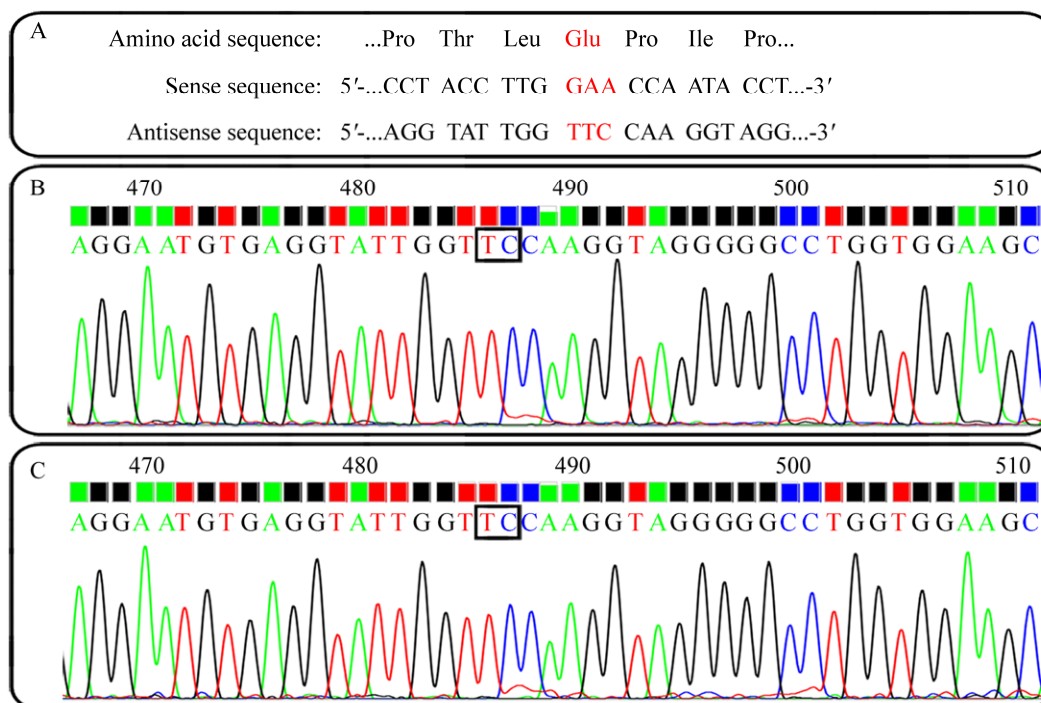 A
Amino acid sequence: ...Pro Thr Leu Glu Pro Ile Pro...
Sense sequence: 5′-...CCT ACC TTG GAA CCA ATA CCT...-3′
Antisense sequence: 5′-...AGG TAT TGG TTC CAA GGT AGG...-3′
B
470 480 490 500 510
AGGAATGTGAGGTATTGGTTCCAAGGTAGGGGGCCTGGTGGAAGC
C
470 480 490 500 510
AGGAATGTGAGGTATTGGTTCCAAGGTAGGGGGCCTGGTGGAAGC